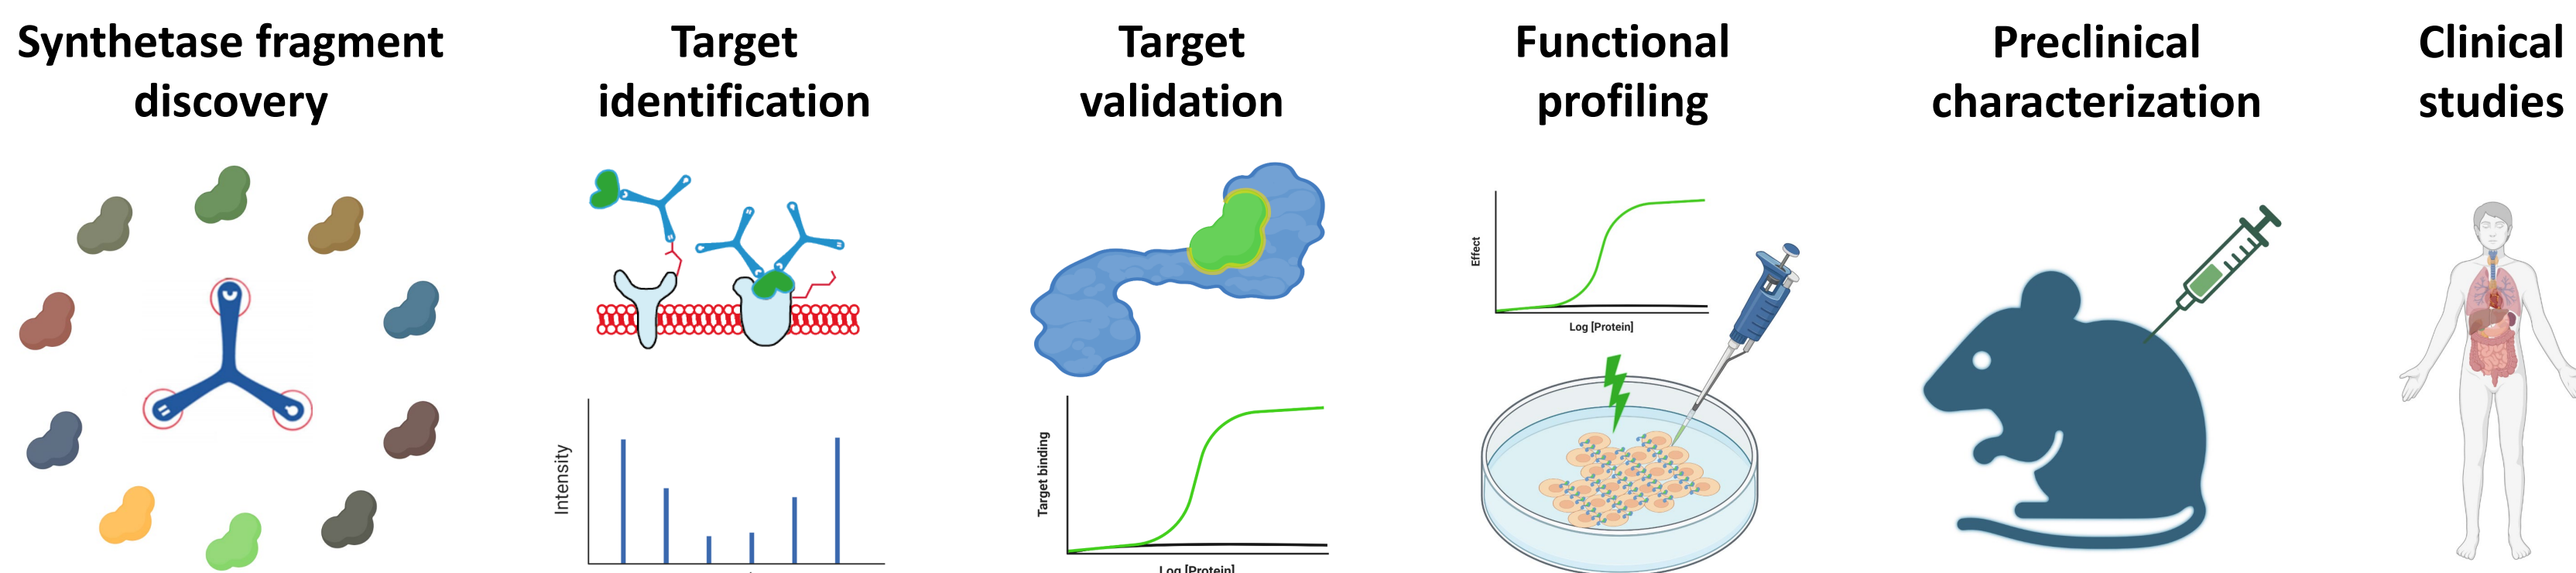 Synthetase fragment
discovery
Target
identification
Target
validation
Functional
profiling
Preclinical
characterization
Clinical
studies
Intensity
Target binding
Log [Protein]
Effect
Log [Protein]